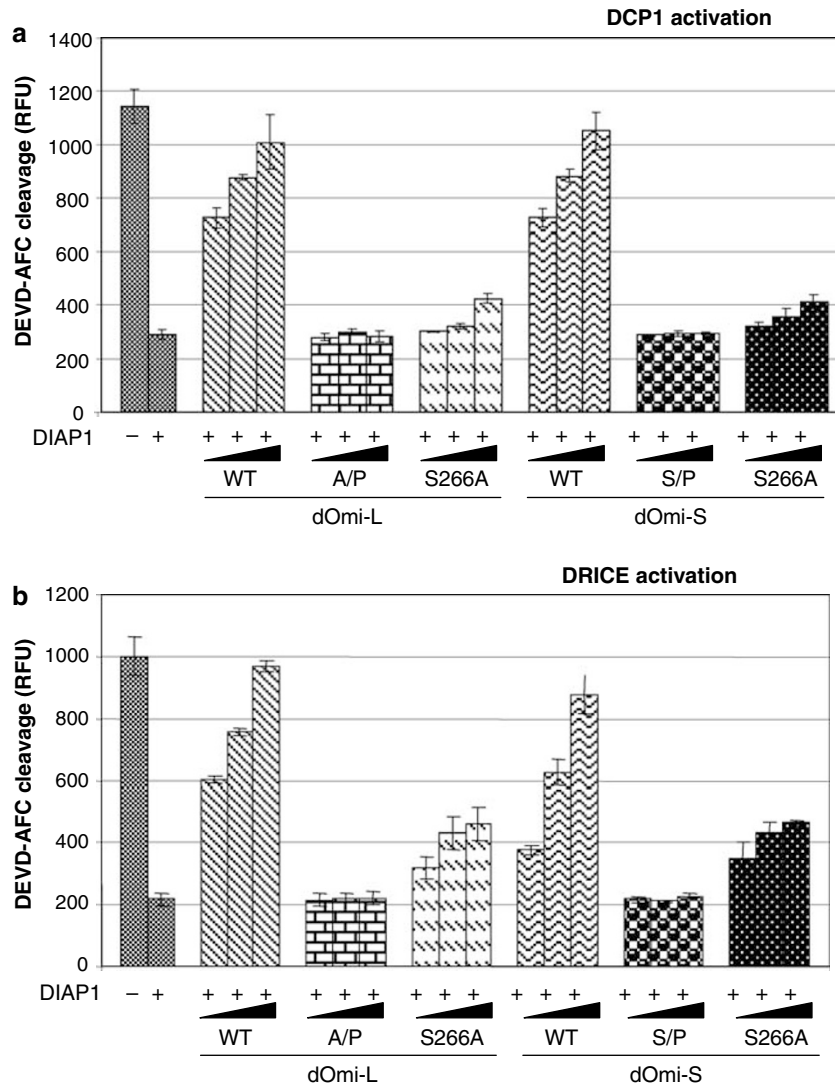 a
DCP1 activation
DEVD-AFC cleavage (RFU)
1400
1200
1000
800
600
400
200
0
DIAP1 – + + + + + + + + + + + + + + + + + + +
WT A/P S266A WT S/P S266A
dOmi-L dOmi-S
b
DRICE activation
DEVD-AFC cleavage (RFU)
1200
1000
800
600
400
200
0
DIAP1 – + + + + + + + + + + + + + + + + + + +
WT A/P S266A WT S/P S266A
dOmi-L dOmi-S